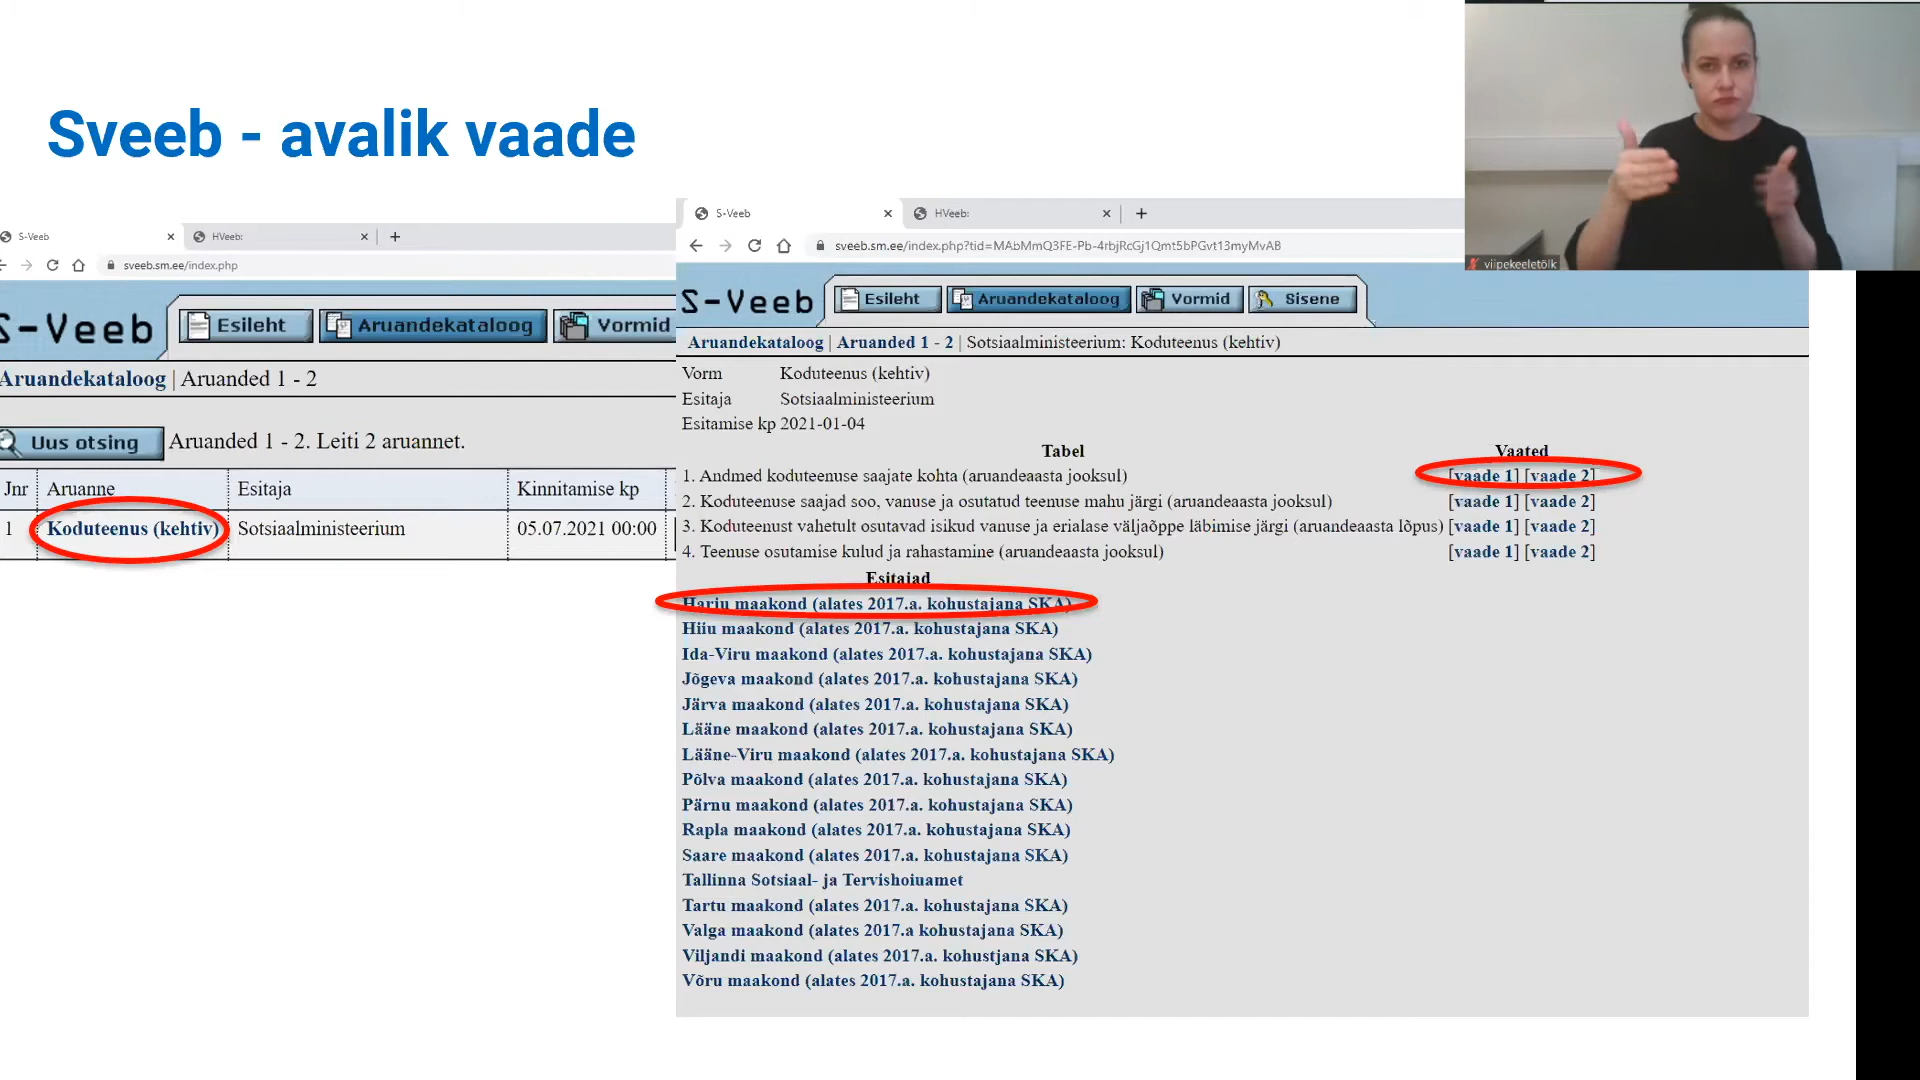 Sveeb - avalik vaade
viipekeeletõlk
S-Veeb
HVeeb:
sveeb.sm.ee/index.php
S-Veeb
Esileht
Aruandekataloog
Vormid
Aruandekataloog | Aruanded 1 - 2
Uus otsing
Aruanded 1 - 2. Leiti 2 aruannet.
Jnr Aruanne Esitaja Kinnitamise kp
1 Koduteenus (kehtiv) Sotsiaalministeerium 05.07.2021 00:00
S-Veeb
HVeeb:
sveeb.sm.ee/index.php?tid=MAbMmQ3FE-Pb-4rbjRcGj1Qmt5bPGvt13myMvAB
S-Veeb
Esileht
Aruandekataloog
Vormid
Sisene
Aruandekataloog | Aruanded 1 - 2 | Sotsiaalministeerium: Koduteenus (kehtiv)
Vorm Koduteenus (kehtiv)
Esitaja Sotsiaalministeerium
Esitamise kp 2021-01-04
Tabel Vaated
1. Andmed koduteenuse saajate kohta (aruandeaasta jooksul) [vaade 1] [vaade 2]
2. Koduteenuse saajad soo, vanuse ja osutatud teenuse mahu järgi (aruandeaasta jooksul) [vaade 1] [vaade 2]
3. Koduteenust vahetult osutavad isikud vanuse ja erialase väljaõppe läbimise järgi (aruandeaasta lõpus) [vaade 1] [vaade 2]
4. Teenuse osutamise kulud ja rahastamine (aruandeaasta jooksul) [vaade 1] [vaade 2]
Esitajad
Harju maakond (alates 2017.a. kohustajana SKA)
Hiiu maakond (alates 2017.a. kohustajana SKA)
Ida-Viru maakond (alates 2017.a. kohustajana SKA)
Jõgeva maakond (alates 2017.a. kohustajana SKA)
Järva maakond (alates 2017.a. kohustajana SKA)
Lääne maakond (alates 2017.a. kohustajana SKA)
Lääne-Viru maakond (alates 2017.a. kohustajana SKA)
Põlva maakond (alates 2017.a. kohustajana SKA)
Pärnu maakond (alates 2017.a. kohustajana SKA)
Rapla maakond (alates 2017.a. kohustajana SKA)
Saare maakond (alates 2017.a. kohustajana SKA)
Tallinna Sotsiaal- ja Tervishoiuamet
Tartu maakond (alates 2017.a. kohustajana SKA)
Valga maakond (alates 2017.a kohustajana SKA)
Viljandi maakond (alates 2017.a. kohustjana SKA)
Võru maakond (alates 2017.a. kohustajana SKA)